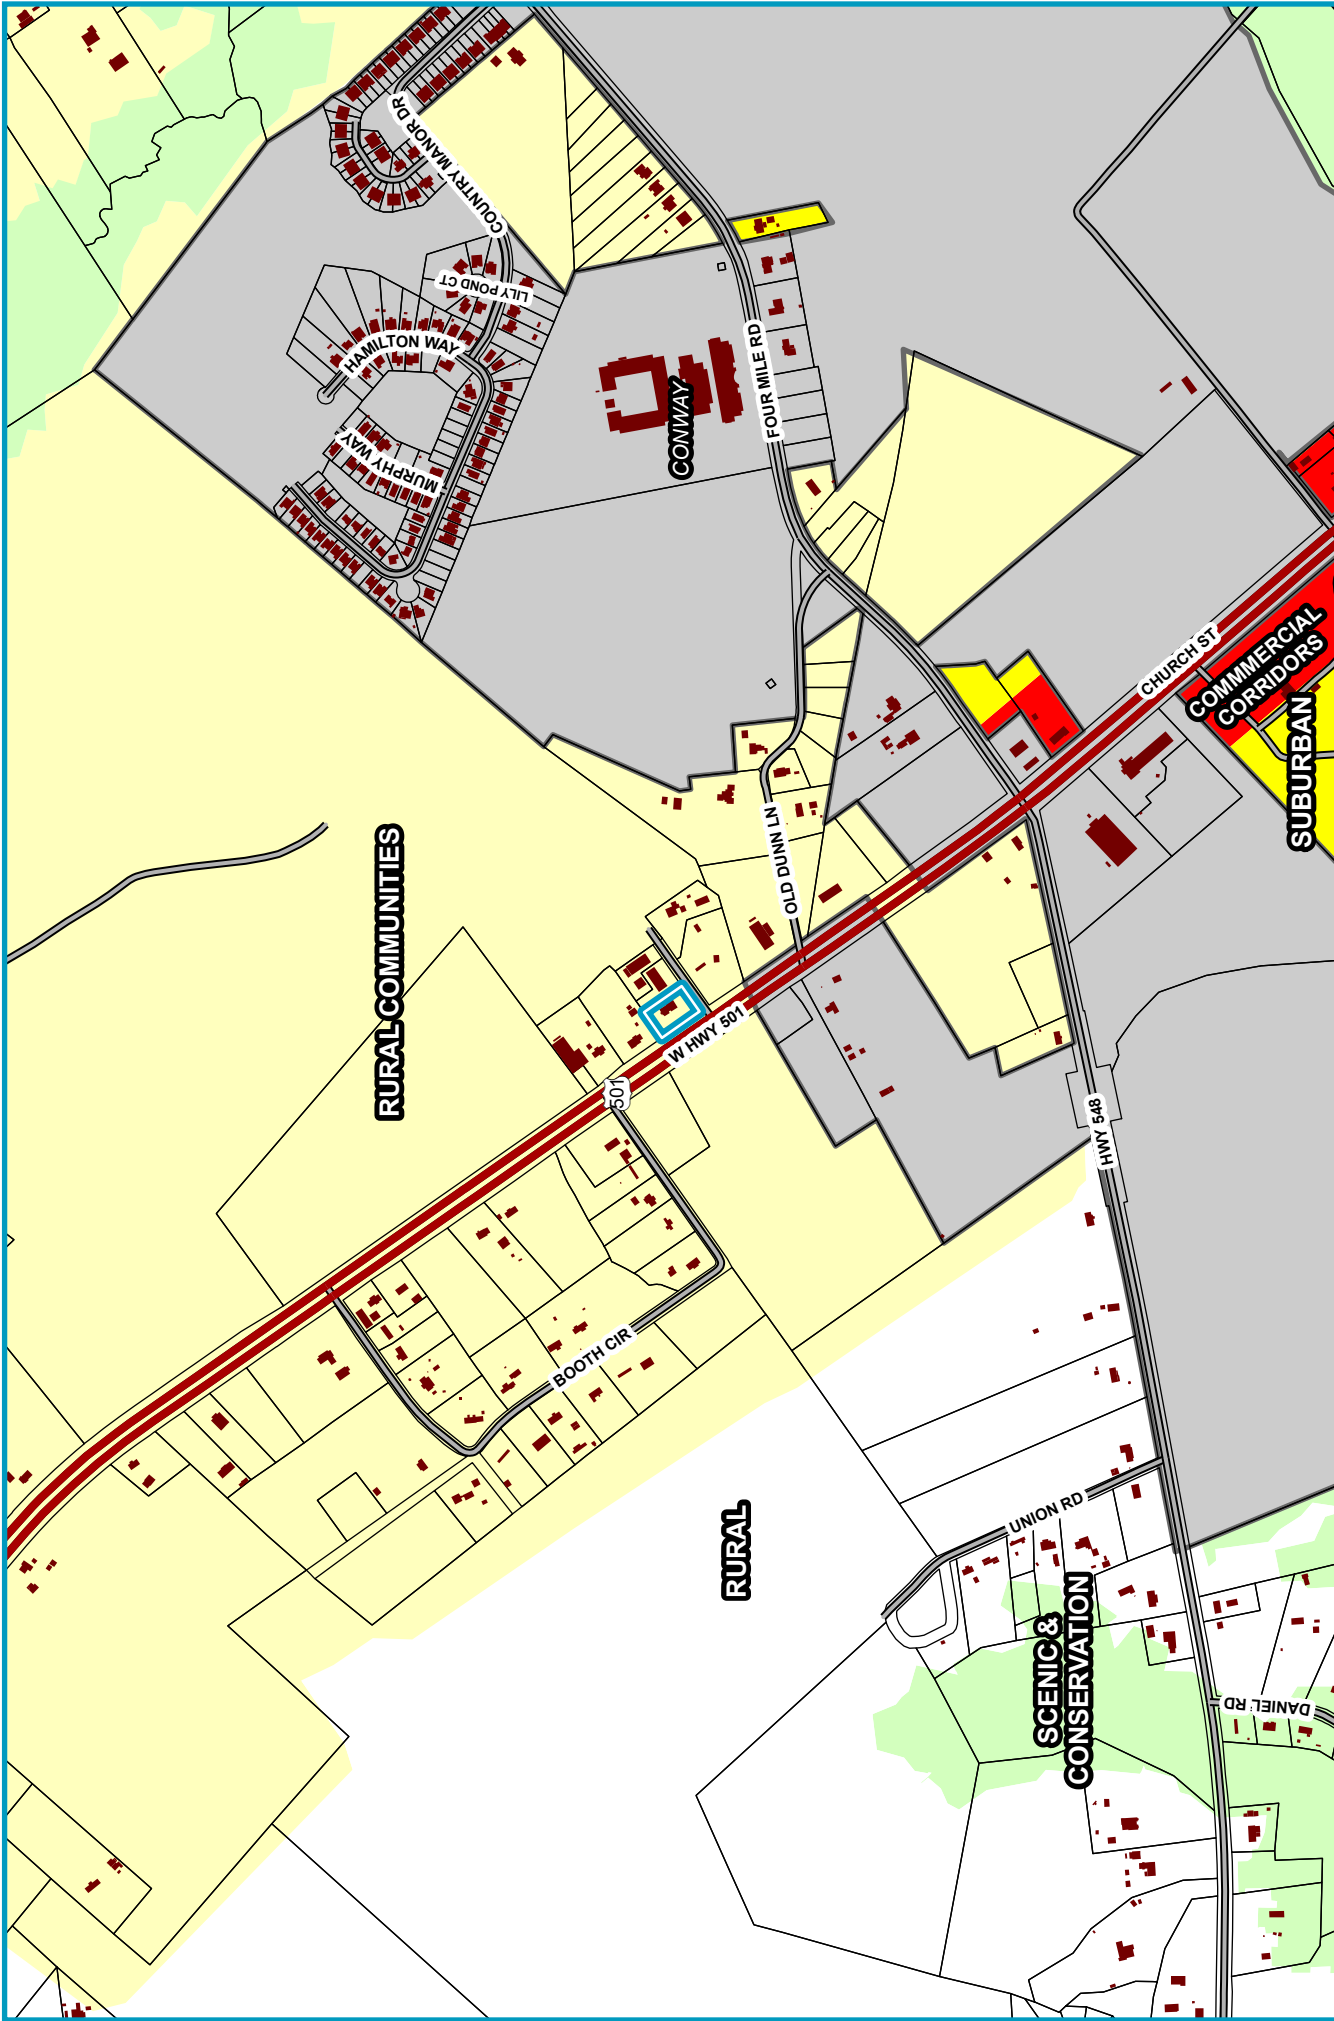 COUNTRY MANOR DR
LILY POND CT
HAMILTON WAY
MURPHY WAY
FOUR MILE RD
CONWAY
CHURCH ST
COMMMERCIAL
CORRIDORS
SUBURBAN
OLD DUNN LN
RURAL COMMUNITIES
W HWY 501
501
HWY 548
BOOTH CIR
RURAL
UNION RD
SCENIC &
CONSERVATION
DANIEL RD